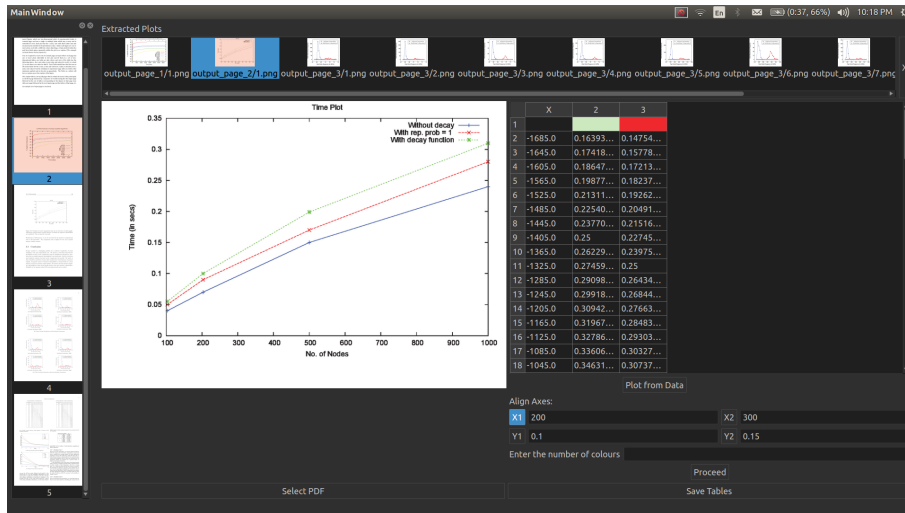 MainWindow
En (0:37, 66%) 10:18 PM
Extracted Plots
output_page_1/1.png output_page_2/1.png output_page_3/1.png output_page_3/2.png output_page_3/3.png output_page_3/4.png output_page_3/5.png output_page_3/6.png output_page_3/7.png
1
2
3
4
5
Time Plot
Without decay
With rep. prob = 1
With decay function
0.35
0.3
0.25
0.2
0.15
0.1
0.05
0
Time (in secs)
100 200 300 400 500 600 700 800 900 1000
No. of Nodes
X 2 3
1
2 -1685.0 0.16393... 0.14754...
3 -1645.0 0.17418... 0.15778...
4 -1605.0 0.18647... 0.17213...
5 -1565.0 0.19877... 0.18237...
6 -1525.0 0.21311... 0.19262...
7 -1485.0 0.22540... 0.20491...
8 -1445.0 0.23770... 0.21516...
9 -1405.0 0.25 0.22745...
10 -1365.0 0.26229... 0.23975...
11 -1325.0 0.27459... 0.25
12 -1285.0 0.29098... 0.26434...
13 -1245.0 0.29918... 0.26844...
14 -1205.0 0.30942... 0.27663...
15 -1165.0 0.31967... 0.28483...
16 -1125.0 0.32786... 0.29303...
17 -1085.0 0.33606... 0.30327...
18 -1045.0 0.34631... 0.30737...
Plot from Data
Align Axes:
X1 200 X2 300
Y1 0.1 Y2 0.15
Enter the number of colours
Proceed
Select PDF Save Tables